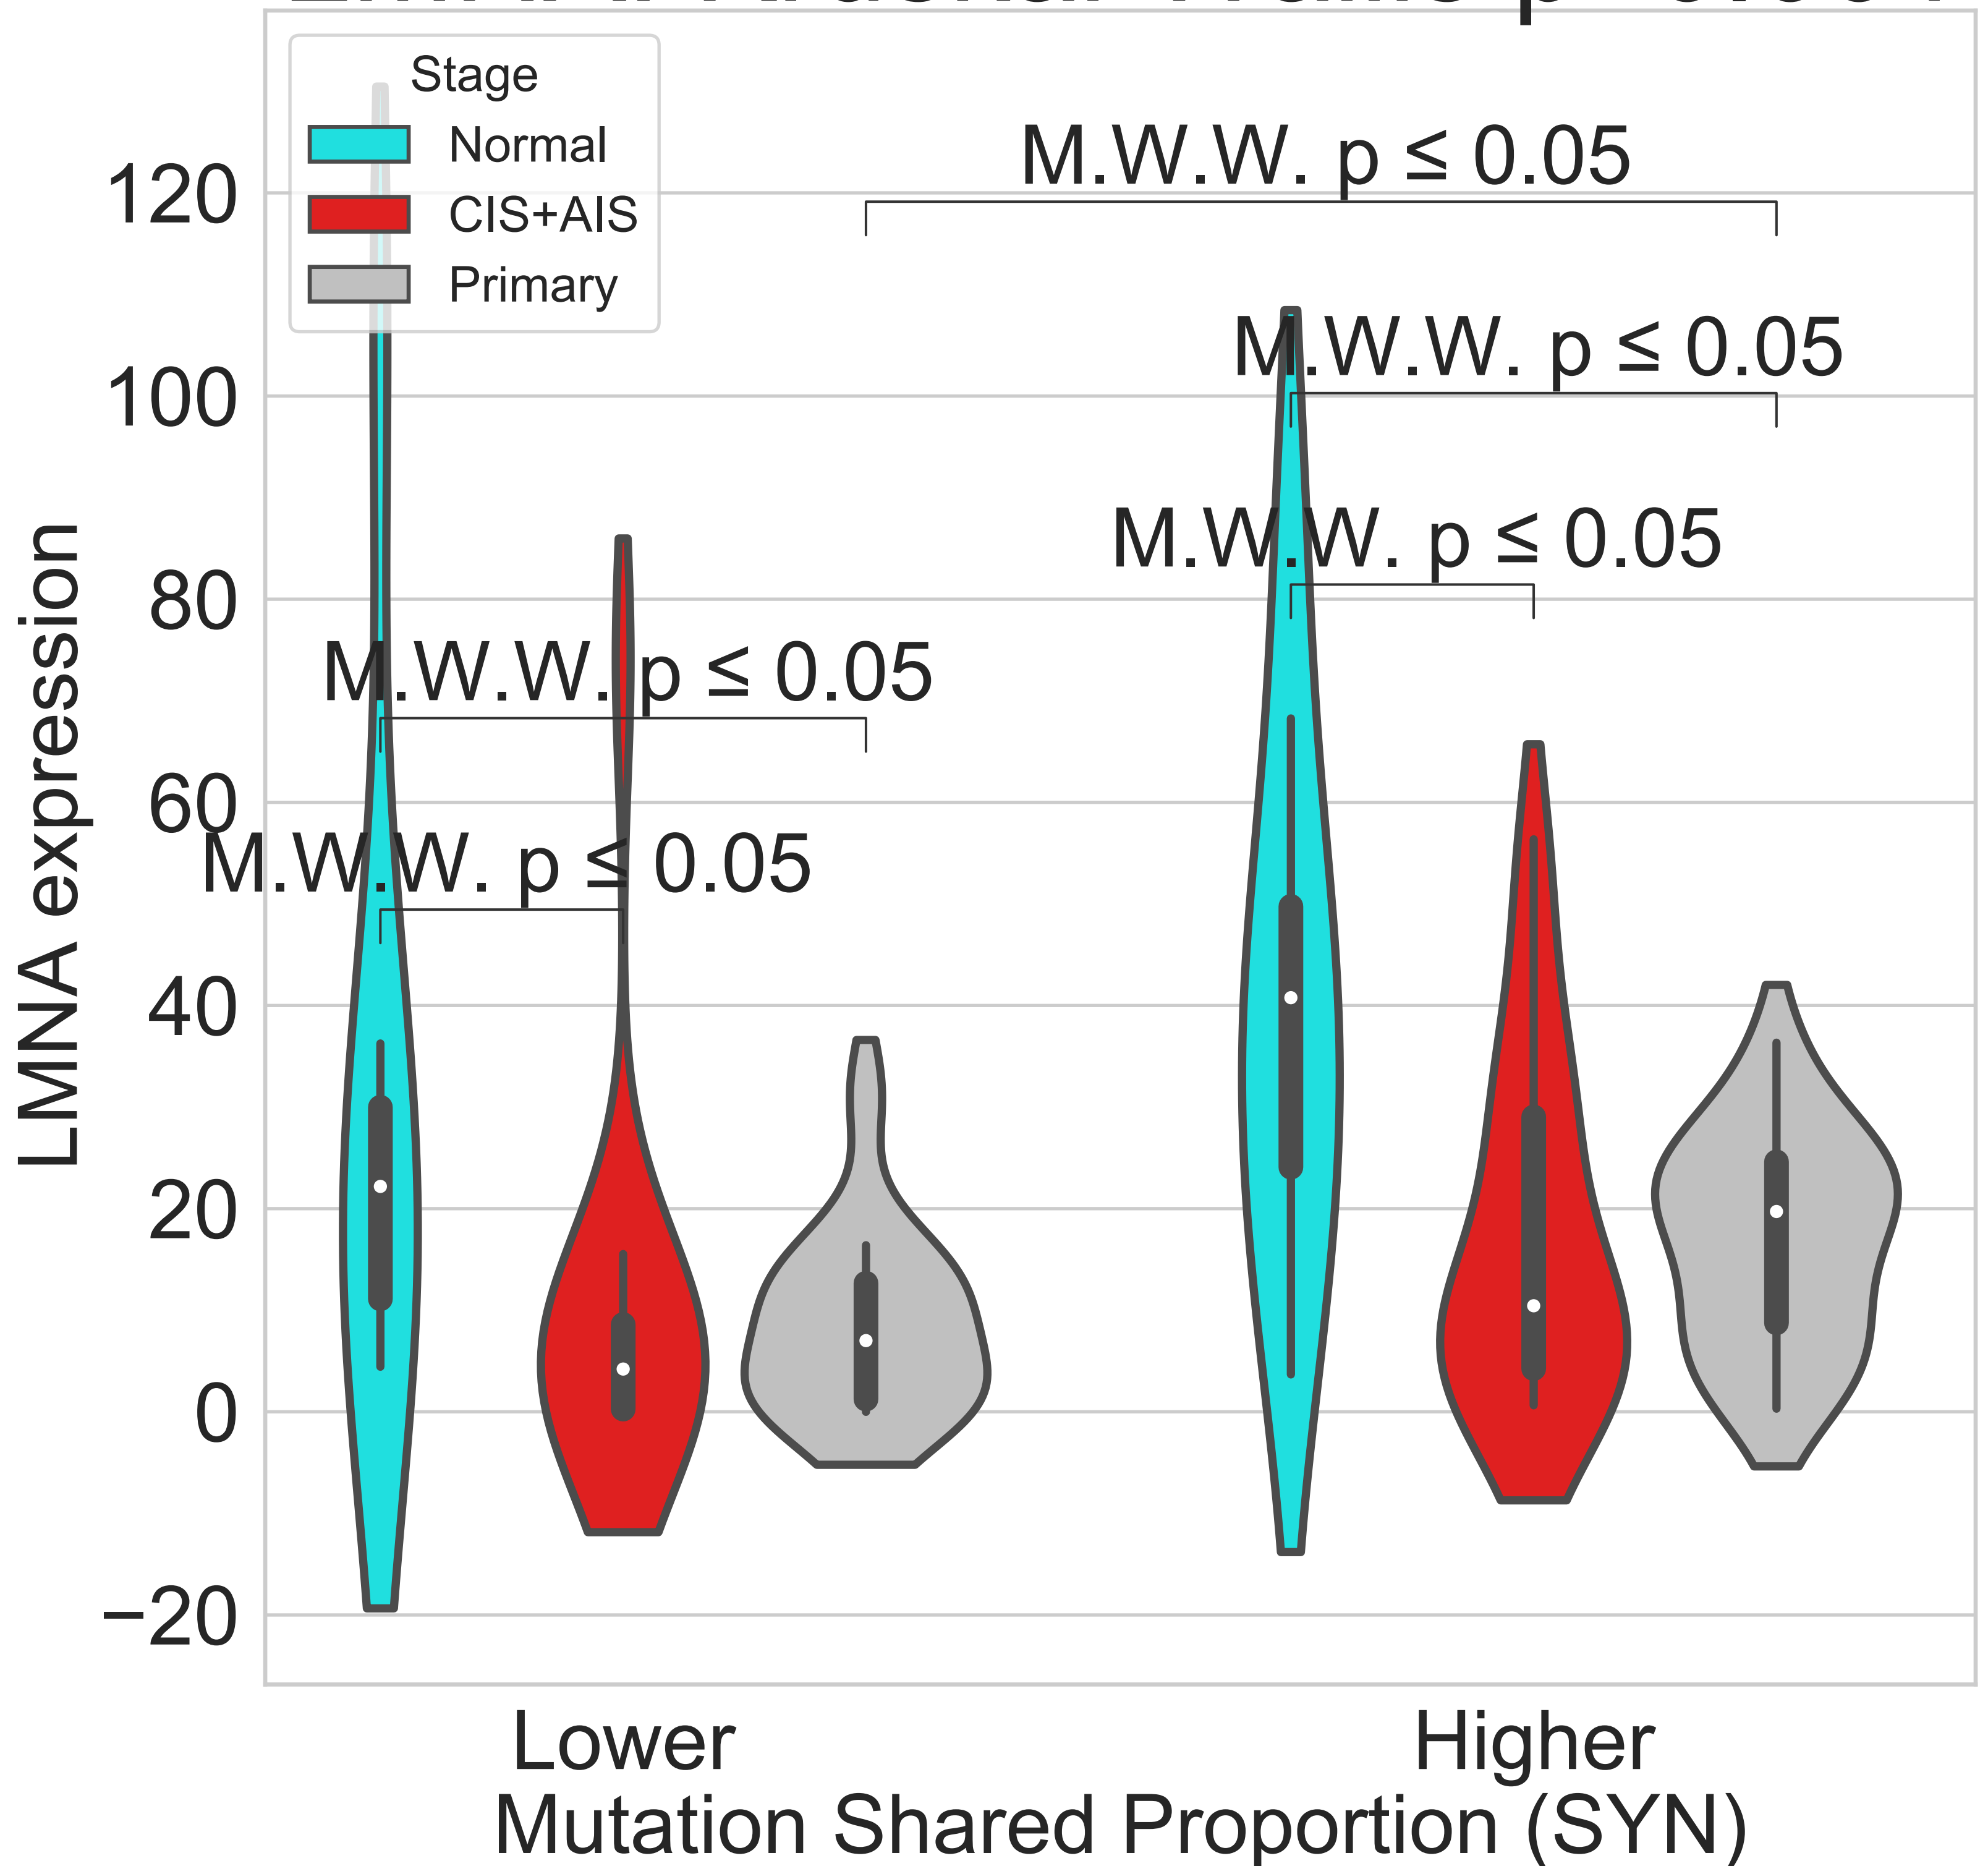 Stage
Normal
CIS+AIS
Primary
M.W.W. p ≤ 0.05
M.W.W. p ≤ 0.05
M.W.W. p ≤ 0.05
M.W.W. p ≤ 0.05
M.W.W. p ≤ 0.05
120
100
80
60
40
20
0
−20
LMNA expression
Lower
Higher
Mutation Shared Proportion (SYN)